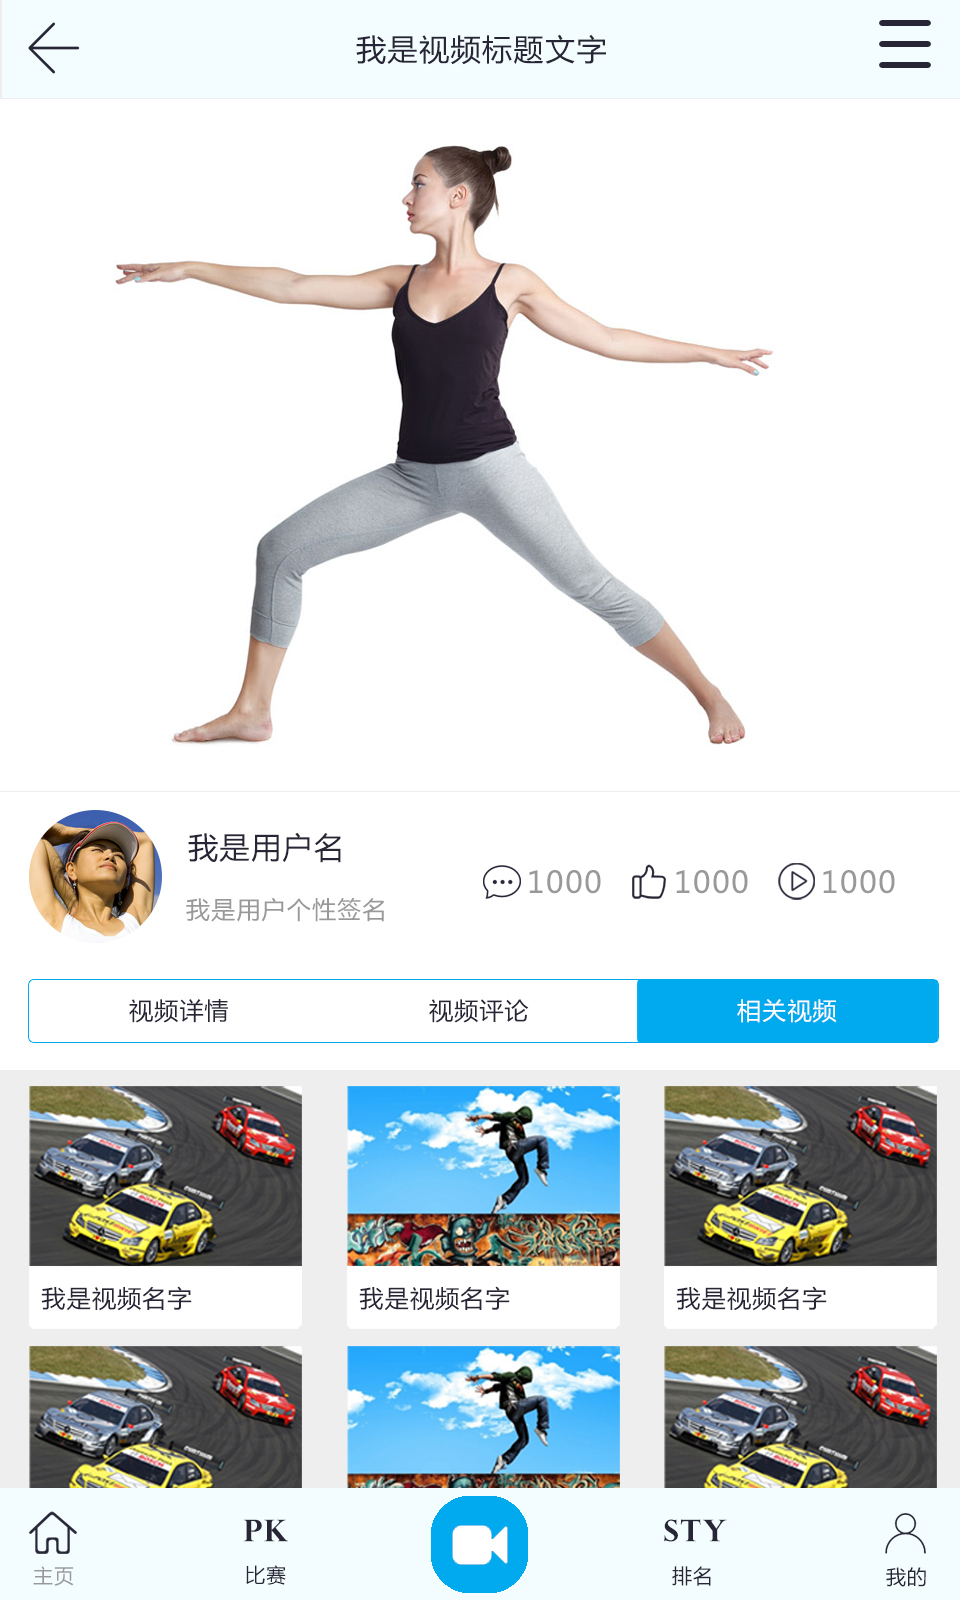 我是视频标题文字
我是用户名
我是用户个性签名
1000 1000 1000
视频详情 视频评论 相关视频
我是视频名字 我是视频名字 我是视频名字
PK STY
主页 比赛 排名 我的